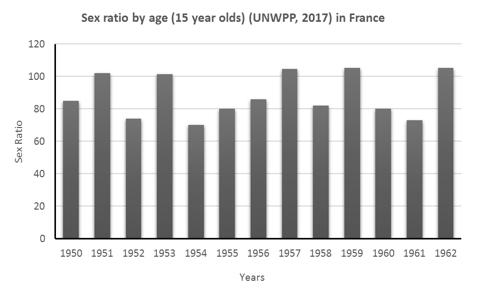 Sex ratio by age (15 year olds) (UNWPP, 2017) in France
120
100
80
60
40
20
0
Sex Ratio
1950 1951 1952 1953 1954 1955 1956 1957 1958 1959 1960 1961 1962
Years